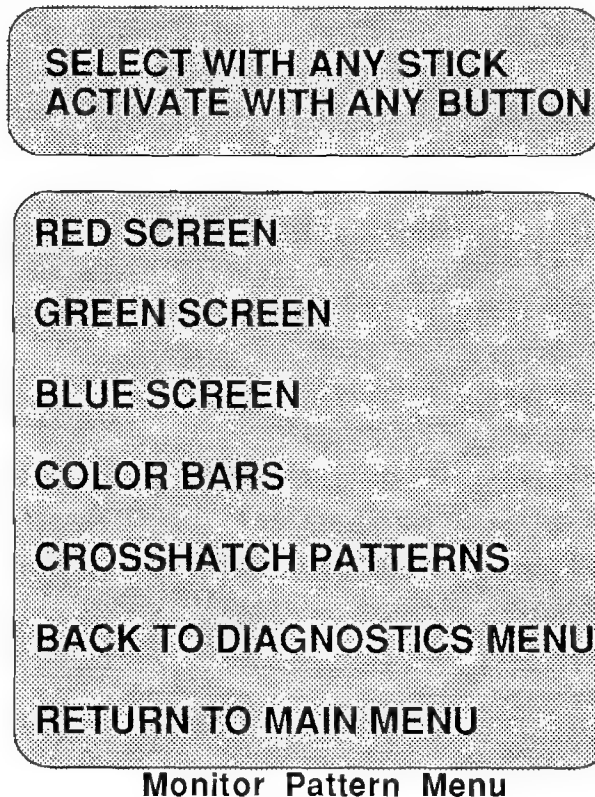 SELECT WITH ANY STICK
ACTIVATE WITH ANY BUTTON
RED SCREEN
GREEN SCREEN
BLUE SCREEN
COLOR BARS
CROSSHATCH PATTERNS
BACK TO DIAGNOSTICS MENU
RETURN TO MAIN MENU
Monitor Pattern Menu